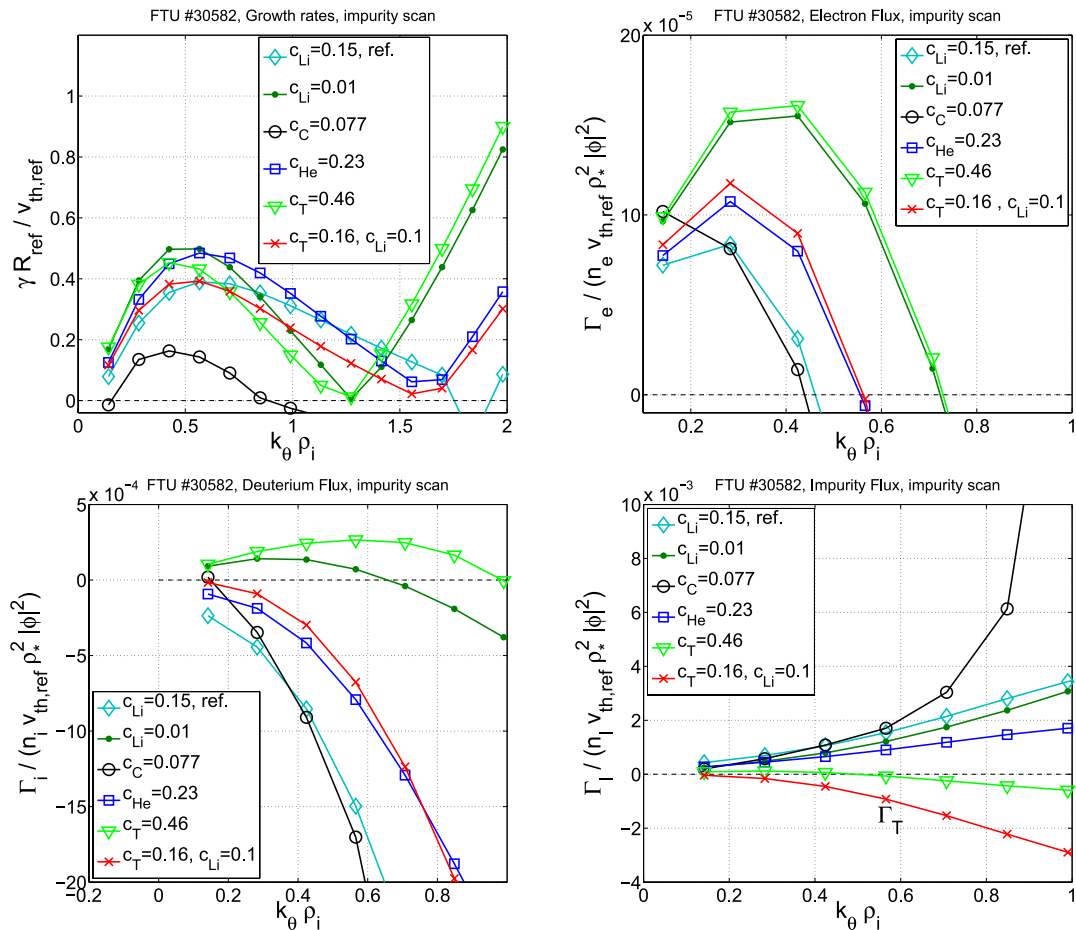 FTU #30582, Growth rates, impurity scan
γ R_ref / v_th,ref
1
0.8
0.6
0.4
0.2
0
c_Li=0.15, ref.
c_Li=0.01
c_C=0.077
c_He=0.23
c_T=0.46
c_T=0.16, c_Li=0.1
0 0.5 1 1.5 2
k_θ ρ_i
FTU #30582, Electron Flux, impurity scan
x 10^−5
Γ_e / (n_e v_th,ref ρ_*^2 |ϕ|^2)
20
10
0
c_Li=0.15, ref.
c_Li=0.01
c_C=0.077
c_He=0.23
c_T=0.46
c_T=0.16 , c_Li=0.1
0.2 0.4 0.6 0.8 1
k_θ ρ_i
FTU #30582, Deuterium Flux, impurity scan
x 10^−4
Γ_i / (n_i v_th,ref ρ_*^2 |ϕ|^2)
5
0
−5
−10
−15
−20
c_Li=0.15, ref.
c_Li=0.01
c_C=0.077
c_He=0.23
c_T=0.46
c_T=0.16, c_Li=0.1
−0.2 0 0.2 0.4 0.6 0.8
k_θ ρ_i
FTU #30582, Impurity Flux, impurity scan
x 10^−3
Γ_I / (n_I v_th,ref ρ_*^2 |ϕ|^2)
10
8
6
4
2
0
−2
−4
c_Li=0.15, ref.
c_Li=0.01
c_C=0.077
c_He=0.23
c_T=0.46
c_T=0.16, c_Li=0.1
Γ_T
0 0.2 0.4 0.6 0.8 1
k_θ ρ_i